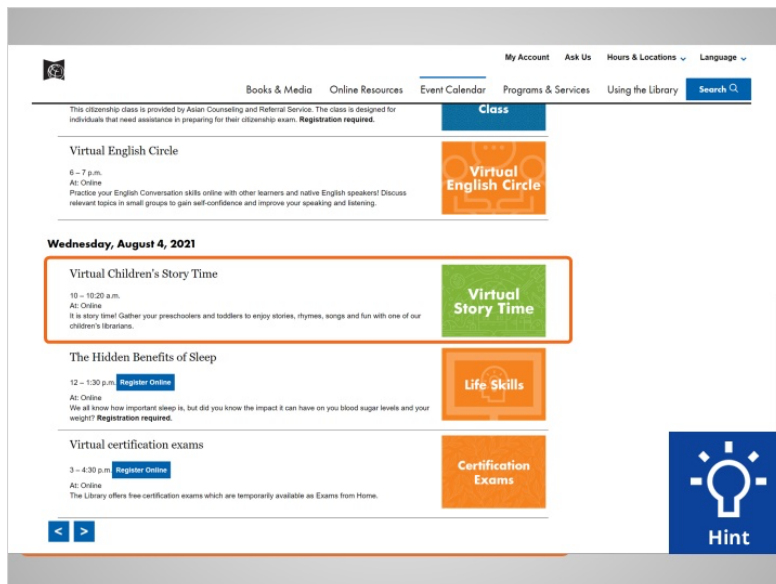 My Account Ask Us Hours & Locations Language
Books & Media Online Resources Event Calendar Programs & Services Using the Library Search
This citizenship class is provided by Asian Counseling and Referral Service. The class is designed for
individuals that need assistance in preparing for their citizenship exam. Registration required.
Class
Virtual English Circle
6 – 7 p.m.
At: Online
Practice your English Conversation skills online with other learners and native English speakers! Discuss
relevant topics in small groups to gain self-confidence and improve your speaking and listening.
Virtual
English Circle
Wednesday, August 4, 2021
Virtual Children's Story Time
10 – 10:20 a.m.
At: Online
It is story time! Gather your preschoolers and toddlers to enjoy stories, rhymes, songs and fun with one of our
children's librarians.
Virtual
Story Time
The Hidden Benefits of Sleep
12 – 1:30 p.m. Register Online
At: Online
We all know how important sleep is, but did you know the impact it can have on you blood sugar levels and your
weight? Registration required.
Life Skills
Virtual certification exams
3 – 4:30 p.m. Register Online
At: Online
The Library offers free certification exams which are temporarily available as Exams from Home.
Certification
Exams
< >
Hint